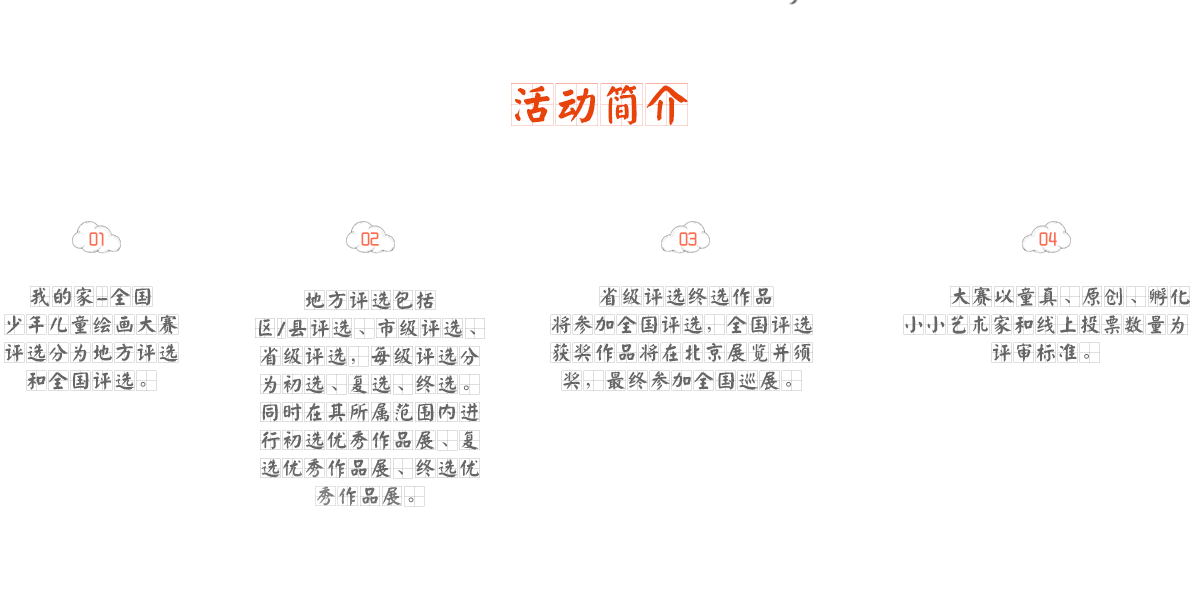 活动简介
01
我的家-全国
少年儿童绘画大赛
评选分为地方评选
和全国评选。
02
地方评选包括
区/县评选、市级评选、
省级评选，每级评选分
为初选、复选、终选。
同时在其所属范围内进
行初选优秀作品展、复
选优秀作品展、终选优
秀作品展。
03
省级评选终选作品
将参加全国评选，全国评选
获奖作品将在北京展览并颁
奖，最终参加全国巡展。
04
大赛以童真、原创、孵化
小小艺术家和线上投票数量为
评审标准。